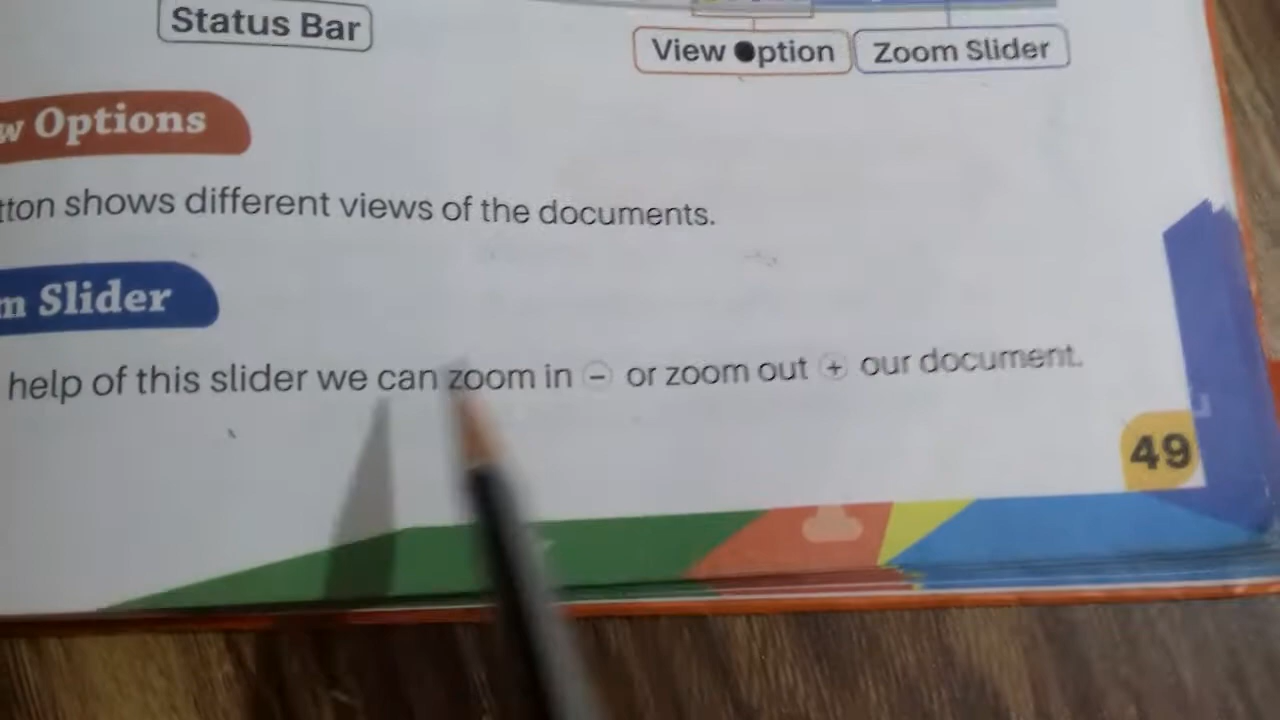 Status Bar
View Option
Zoom Slider
w Options
tton shows different views of the documents.
m Slider
help of this slider we can zoom in - or zoom out + our document.
49